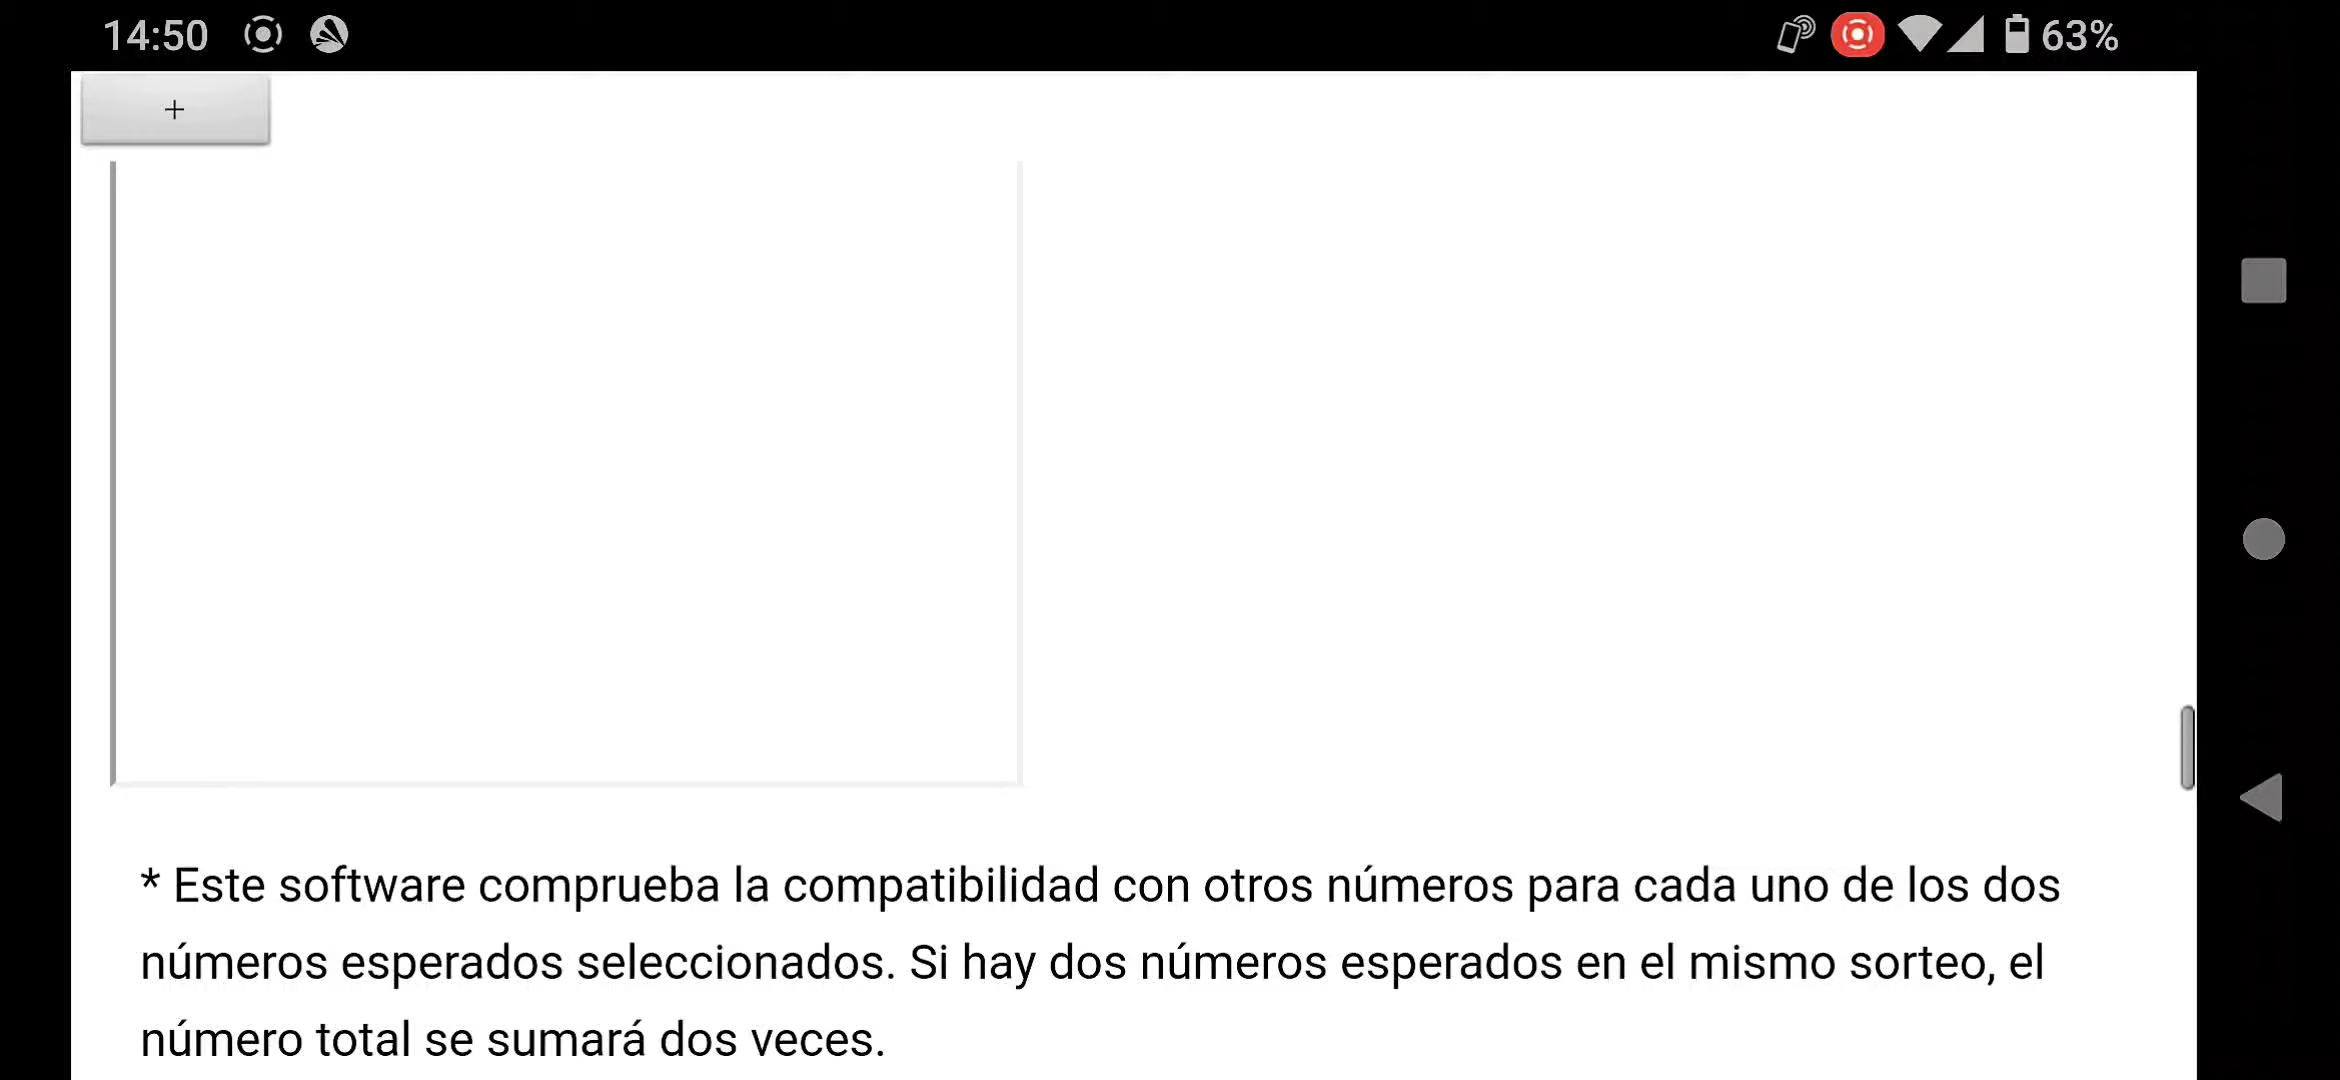 14:50
63%
+
* Este software comprueba la compatibilidad con otros números para cada uno de los dos
números esperados seleccionados. Si hay dos números esperados en el mismo sorteo, el
número total se sumará dos veces.